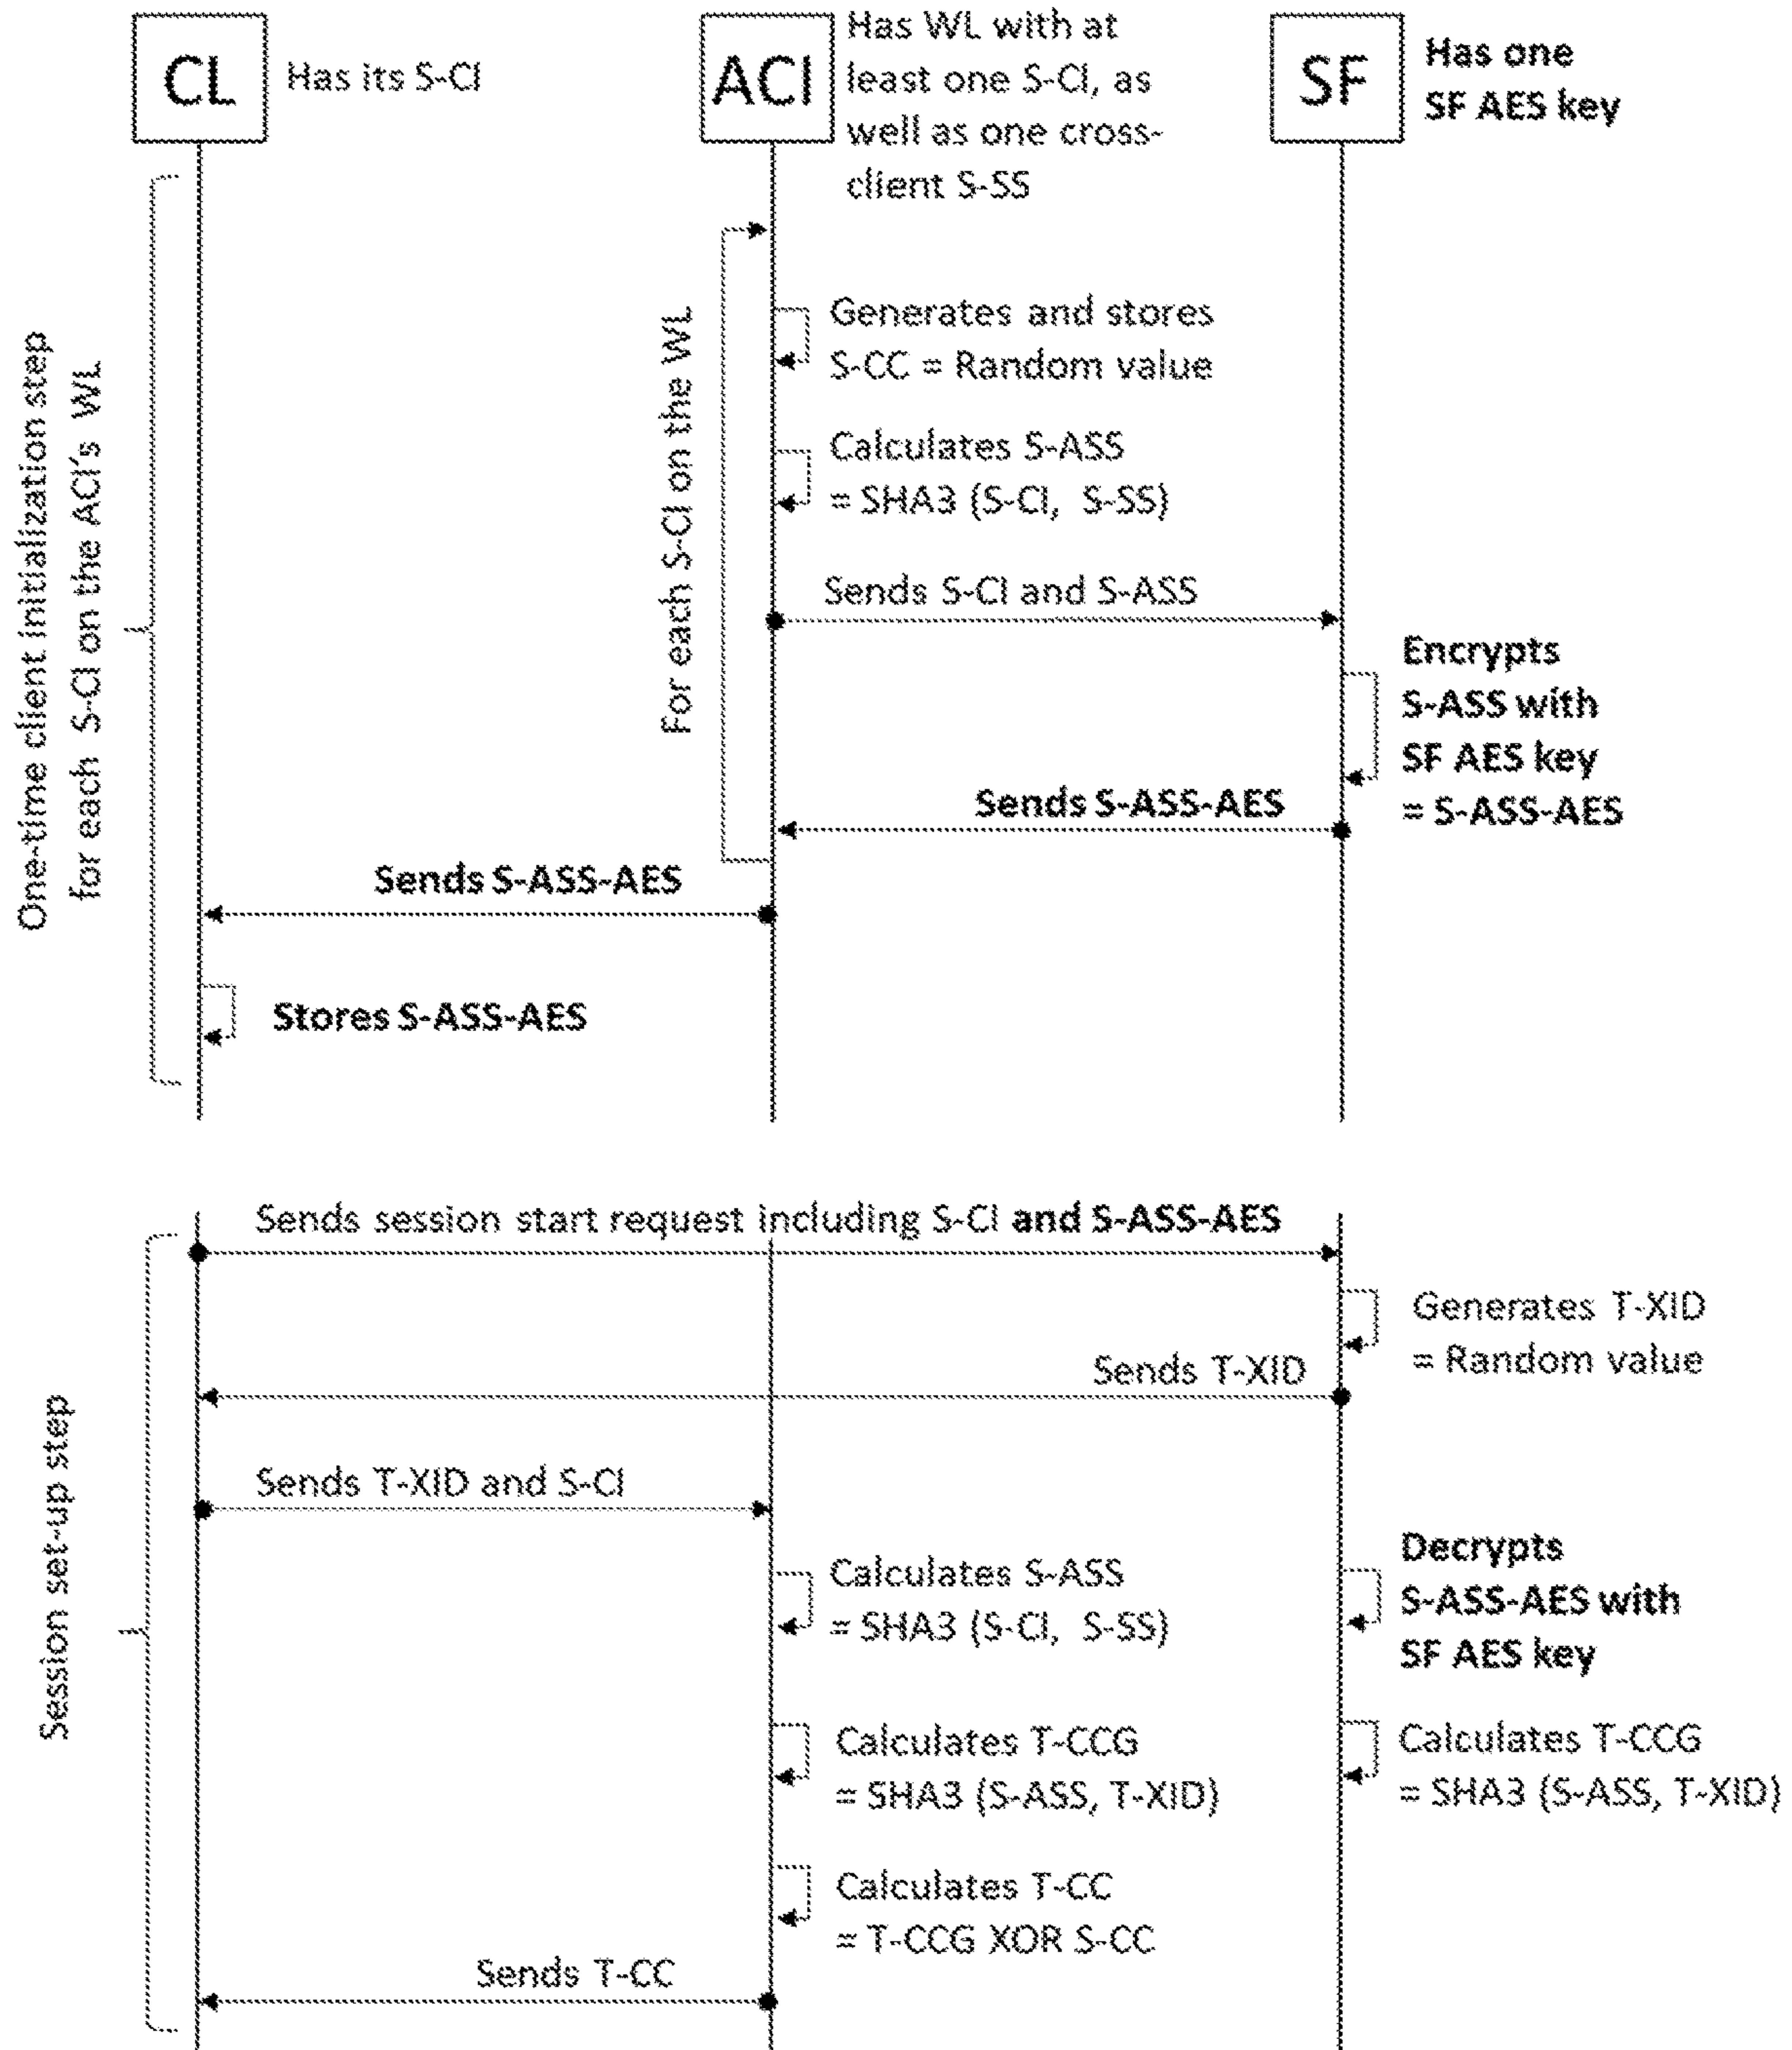 CL
Has its S-CI
ACI
Has WL with at
least one S-CI, as
well as one cross-
client S-SS
SF
Has one
SF AES key
One-time client initialization step
for each S-CI on the ACI's WL
For each S-CI on the WL
Generates and stores
S-CC = Random value
Calculates S-ASS
= SHA3 (S-CI, S-SS)
Sends S-CI and S-ASS
Encrypts
S-ASS with
SF AES key
= S-ASS-AES
Sends S-ASS-AES
Sends S-ASS-AES
Stores S-ASS-AES
Session set-up step
Sends session start request including S-CI and S-ASS-AES
Generates T-XID
= Random value
Sends T-XID
Sends T-XID and S-CI
Calculates S-ASS
= SHA3 (S-CI, S-SS)
Decrypts
S-ASS-AES with
SF AES key
Calculates T-CCG
= SHA3 (S-ASS, T-XID)
Calculates T-CCG
= SHA3 (S-ASS, T-XID)
Calculates T-CC
= T-CCG XOR S-CC
Sends T-CC